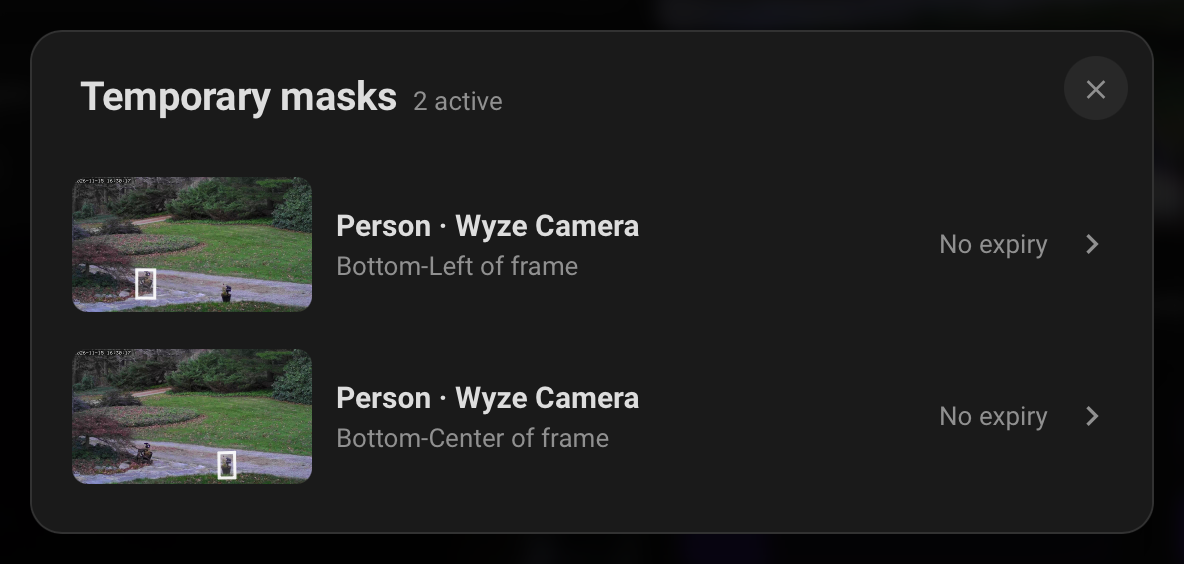 Temporary masks 2 active
Person · Wyze Camera
Bottom-Left of frame
No expiry
Person · Wyze Camera
Bottom-Center of frame
No expiry